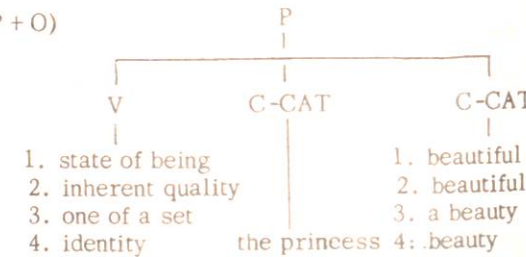 P + O)
P
V C-CAT C-CAT
1. state of being 1. beautiful
2. inherent quality 2. beautiful
3. one of a set 3. a beauty
4. identity the princess 4. beauty